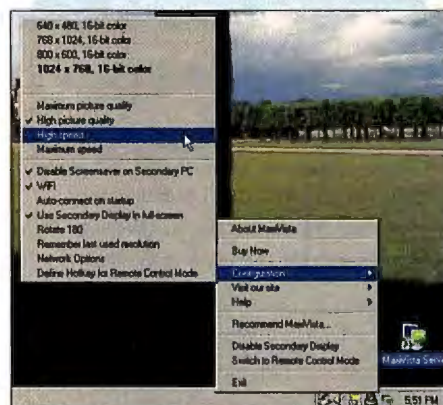 640 x 480, 16-bit color
768 x 1024, 16-bit color
800 x 600, 16-bit color
1024 x 768, 16-bit color
Maximum picture quality
High picture quality
High speed
Maximum speed
Disable Screensaver on Secondary PC
WiFi
Auto-connect on startup
Use Secondary Display in full-screen
Rotate 180
Remember last used resolution
Network Options
Define Hotkey for Remote Control Mode
About MaxiVista
Buy Now
Configuration
Visit our site
Help
Recommend MaxiVista...
Disable Secondary Display
Switch to Remote Control Mode
Exit
MaxiVista Serve
5:51 PM